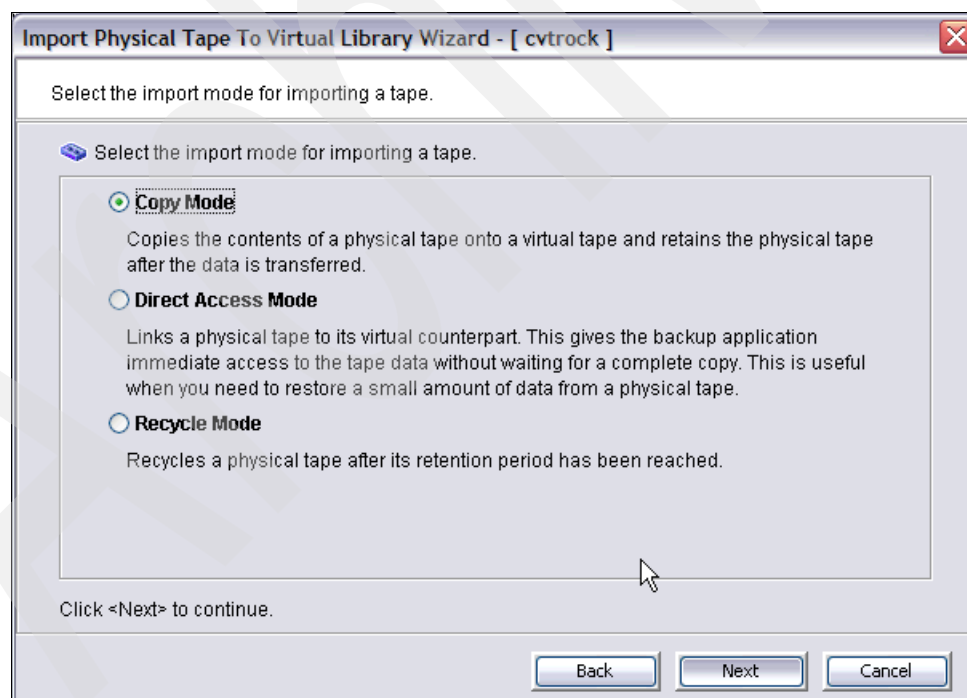 Import Physical Tape To Virtual Library Wizard - [ cvtrock ]
Select the import mode for importing a tape.
Select the import mode for importing a tape.
Copy Mode
Copies the contents of a physical tape onto a virtual tape and retains the physical tape
after the data is transferred.
Direct Access Mode
Links a physical tape to its virtual counterpart. This gives the backup application
immediate access to the tape data without waiting for a complete copy. This is useful
when you need to restore a small amount of data from a physical tape.
Recycle Mode
Recycles a physical tape after its retention period has been reached.
Click <Next> to continue.
Back Next Cancel